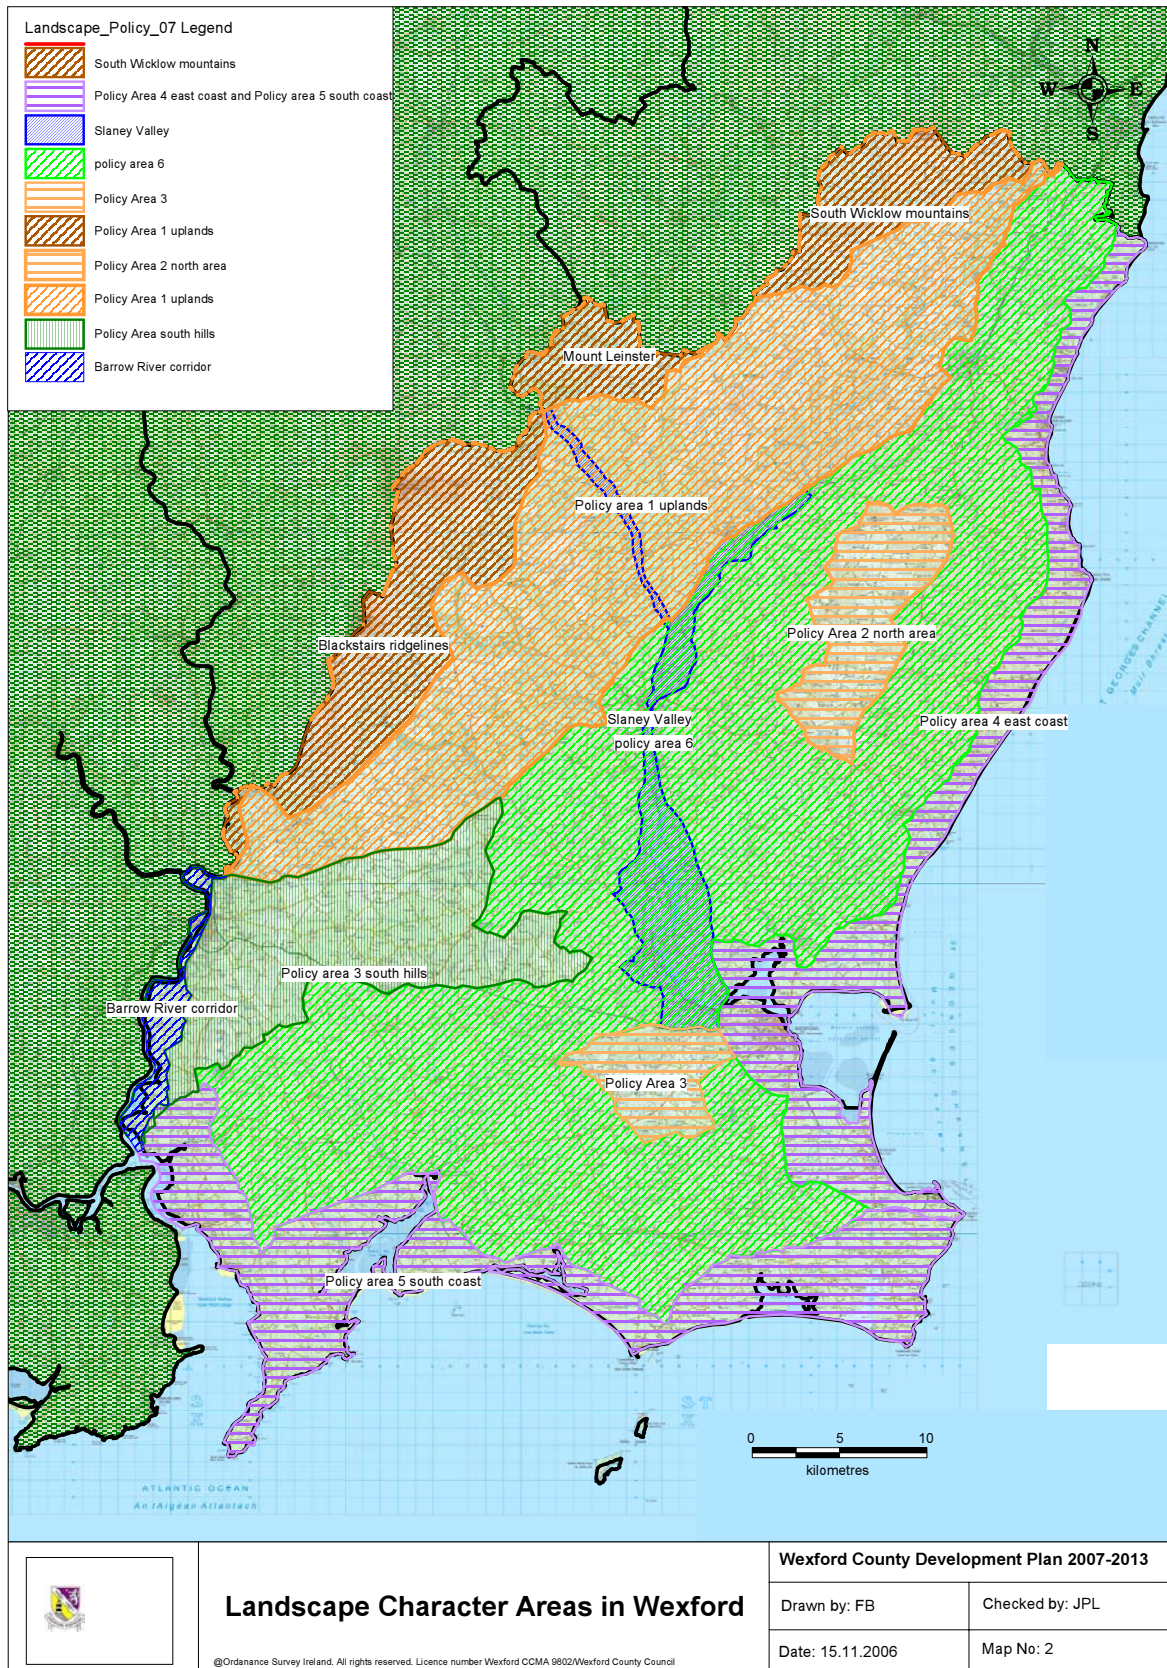 Landscape_Policy_07 Legend
South Wicklow mountains
Policy Area 4 east coast and Policy area 5 south coast
Slaney Valley
policy area 6
Policy Area 3
Policy Area 1 uplands
Policy Area 2 north area
Policy Area 1 uplands
Policy Area south hills
Barrow River corridor
N
W E
S
South Wicklow mountains
Mount Leinster
Policy area 1 uplands
T GEORGES CHANNEL
Policy Area 2 north area
Blackstairs ridgelines
Slaney Valley
Policy area 4 east coast
policy area 6
Policy area 3 south hills
Barrow River corridor
Policy Area 3
Policy area 5 south coast
0 5 10
kilometres
ATLANTIC OCEAN
An tAigéan Atlantach
Wexford County Development Plan 2007-2013
Landscape Character Areas in Wexford
Drawn by: FB
Checked by: JPL
Date: 15.11.2006
Map No: 2
@Ordanance Survey Ireland. All rights reserved. Licence number Wexford CCMA 9802/Wexford County Council